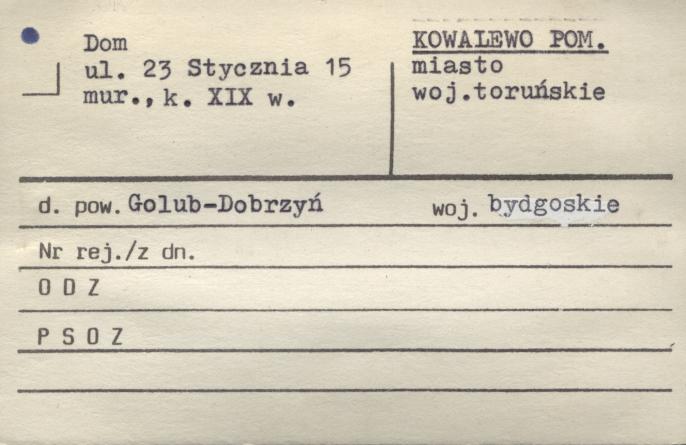 Dom
ul. 23 Stycznia 15
mur., k. XIX w.
KOWALEWO POM.
miasto
woj.toruńskie
d. pow. Golub-Dobrzyń woj. bydgoskie
Nr rej./z dn.
O D Z
P S O Z